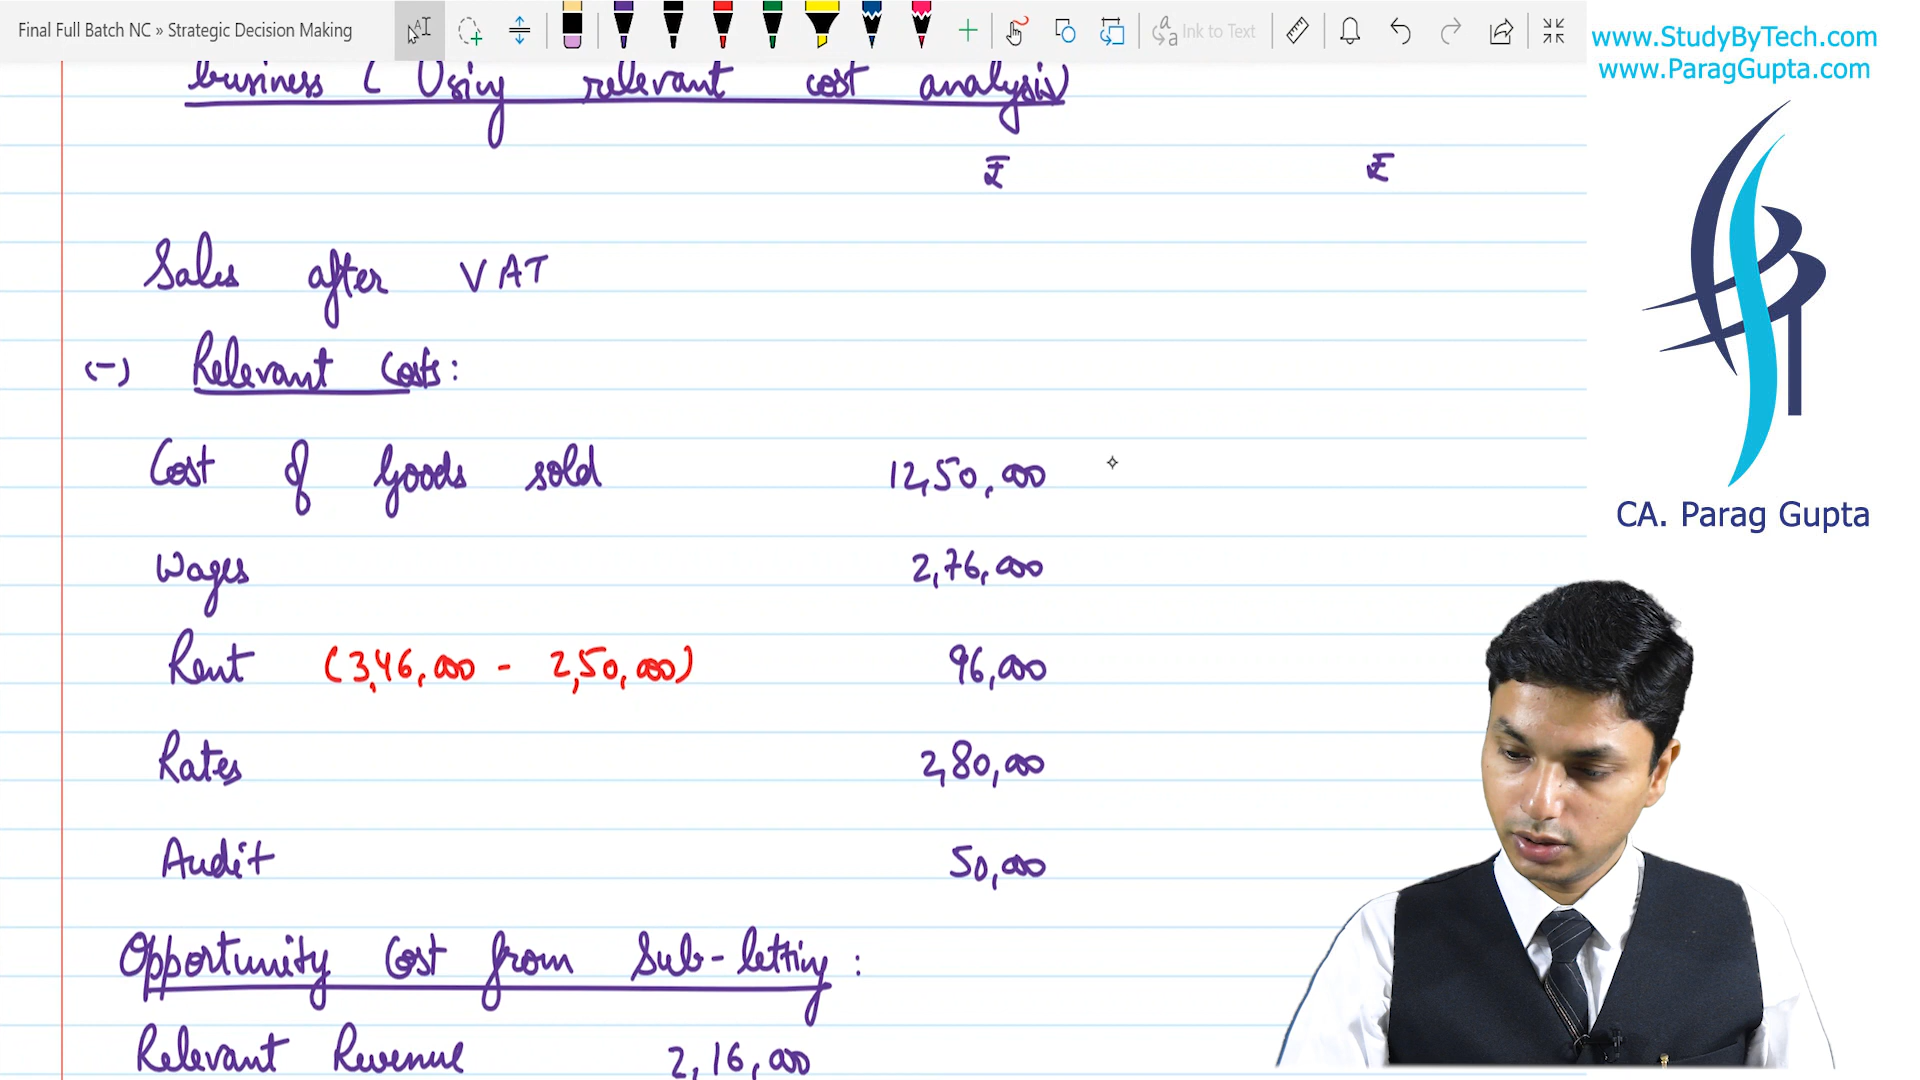 Final Full Batch NC » Strategic Decision Making
Ink to Text
www.StudyByTech.com
www.ParagGupta.com
business ( Using relevant cost analysis)
₹ ₹
Sales after VAT
(-) Relevant Costs:
Cost of Goods sold 12,50,000
Wages 2,76,000
Rent (3,46,000 - 2,50,000) 96,000
Rates 2,80,000
Audit 50,000
Opportunity Cost from Sub-letting :
Relevant Revenue 2,16,000
CA. Parag Gupta